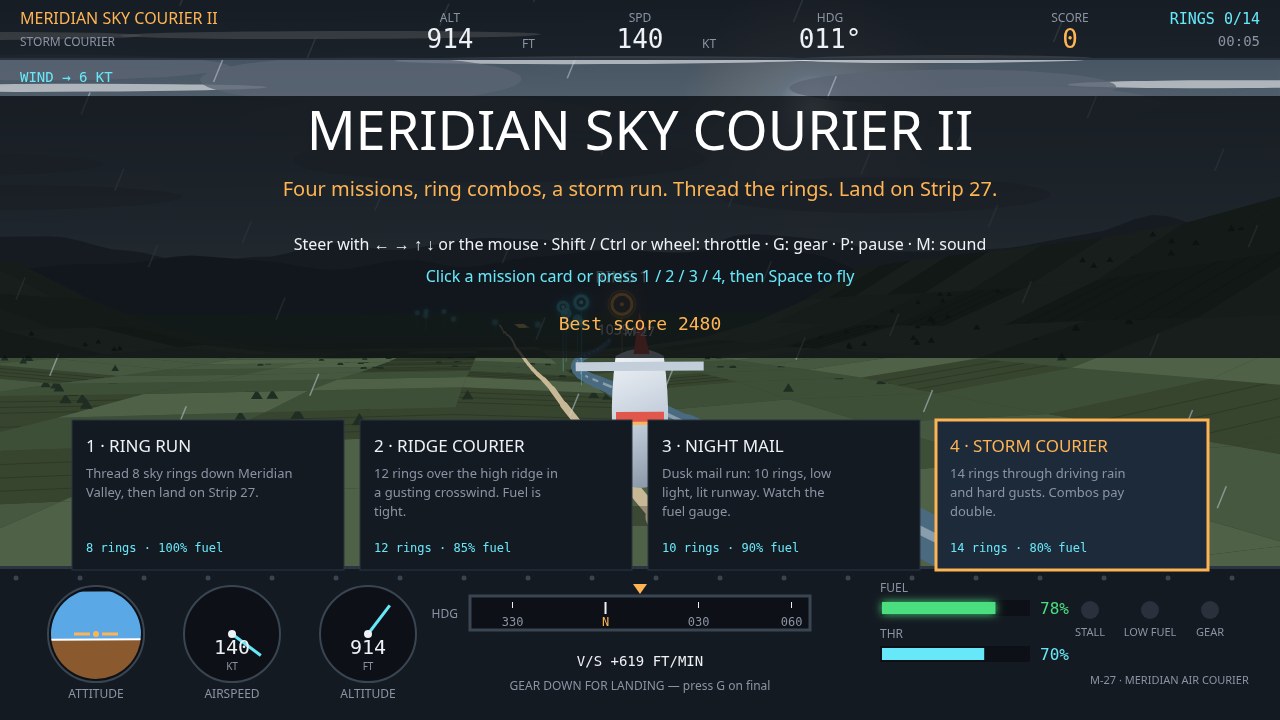 MERIDIAN SKY COURIER II
STORM COURIER
ALT
914 FT
SPD
140 KT
HDG
011°
SCORE
0
RINGS 0/14
00:05
WIND → 6 KT
MERIDIAN SKY COURIER II
Four missions, ring combos, a storm run. Thread the rings. Land on Strip 27.
Steer with ← → ↑ ↓ or the mouse · Shift / Ctrl or wheel: throttle · G: gear · P: pause · M: sound
Click a mission card or press 1 / 2 / 3 / 4, then Space to fly
Best score 2480
1 · RING RUN
Thread 8 sky rings down Meridian
Valley, then land on Strip 27.
8 rings · 100% fuel
2 · RIDGE COURIER
12 rings over the high ridge in
a gusting crosswind. Fuel is
tight.
12 rings · 85% fuel
3 · NIGHT MAIL
Dusk mail run: 10 rings, low
light, lit runway. Watch the
fuel gauge.
10 rings · 90% fuel
4 · STORM COURIER
14 rings through driving rain
and hard gusts. Combos pay
double.
14 rings · 80% fuel
ATTITUDE
140
KT
AIRSPEED
914
FT
ALTITUDE
HDG
330 N 030 060
V/S +619 FT/MIN
GEAR DOWN FOR LANDING — press G on final
FUEL
78%
THR
70%
STALL LOW FUEL GEAR
M-27 · MERIDIAN AIR COURIER